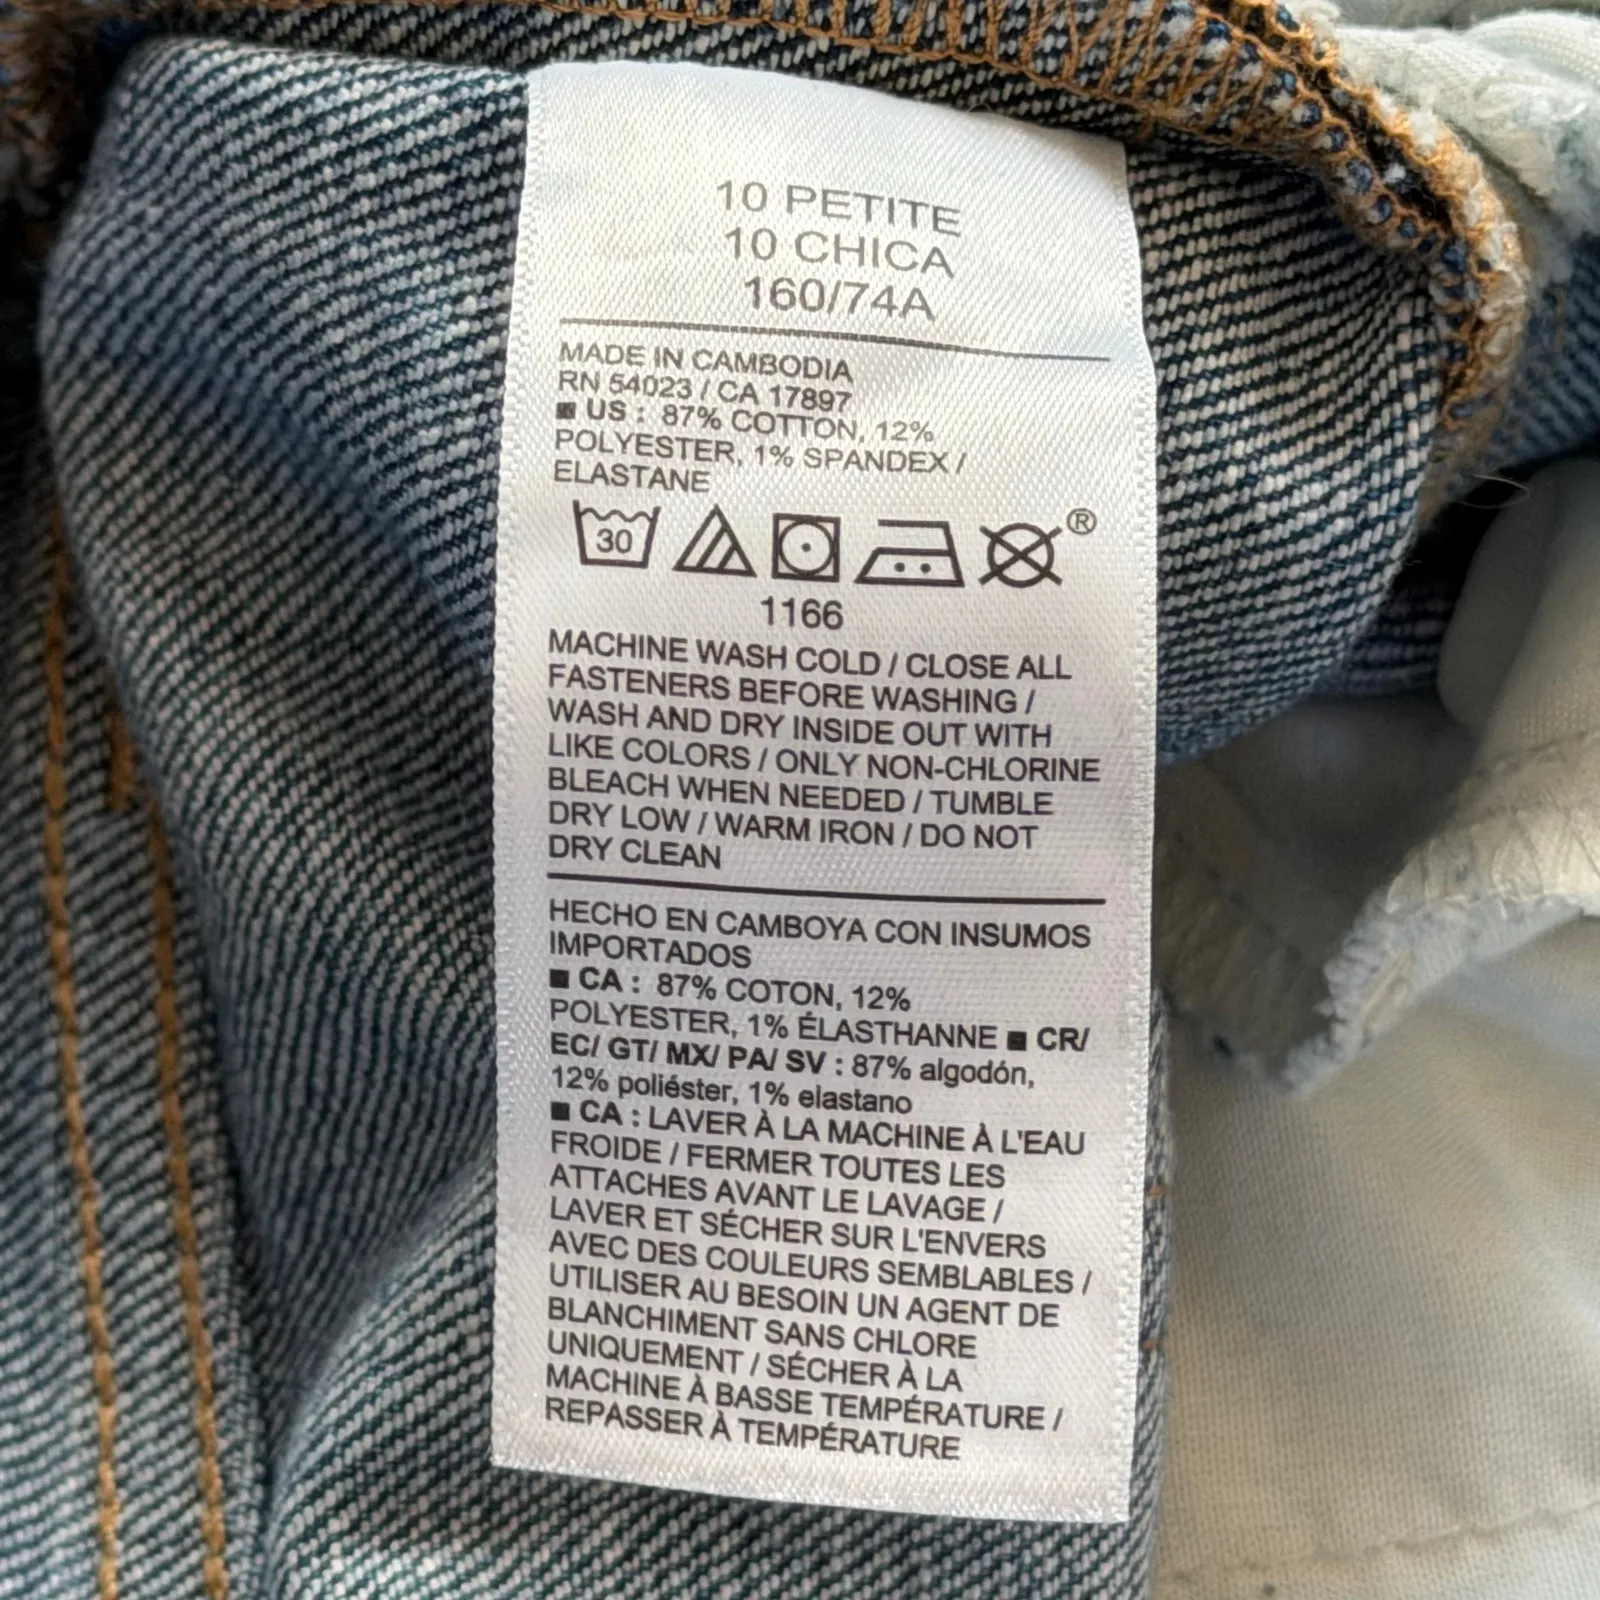 10 PETITE
10 CHICA
160/74A
MADE IN CAMBODIA
RN 54023 / CA 17897
■ US : 87% COTTON, 12%
POLYESTER, 1% SPANDEX /
ELASTANE
30
®
1166
MACHINE WASH COLD / CLOSE ALL
FASTENERS BEFORE WASHING /
WASH AND DRY INSIDE OUT WITH
LIKE COLORS / ONLY NON-CHLORINE
BLEACH WHEN NEEDED / TUMBLE
DRY LOW / WARM IRON / DO NOT
DRY CLEAN
HECHO EN CAMBOYA CON INSUMOS
IMPORTADOS
■ CA : 87% COTON, 12%
POLYESTER, 1% ÉLASTHANNE ■ CR/
EC/ GT/ MX/ PA/ SV : 87% algodón,
12% poliéster, 1% elastano
■ CA : LAVER À LA MACHINE À L'EAU
FROIDE / FERMER TOUTES LES
ATTACHES AVANT LE LAVAGE /
LAVER ET SÉCHER SUR L'ENVERS
AVEC DES COULEURS SEMBLABLES /
UTILISER AU BESOIN UN AGENT DE
BLANCHIMENT SANS CHLORE
UNIQUEMENT / SÉCHER À LA
MACHINE À BASSE TEMPÉRATURE /
REPASSER À TEMPÉRATURE